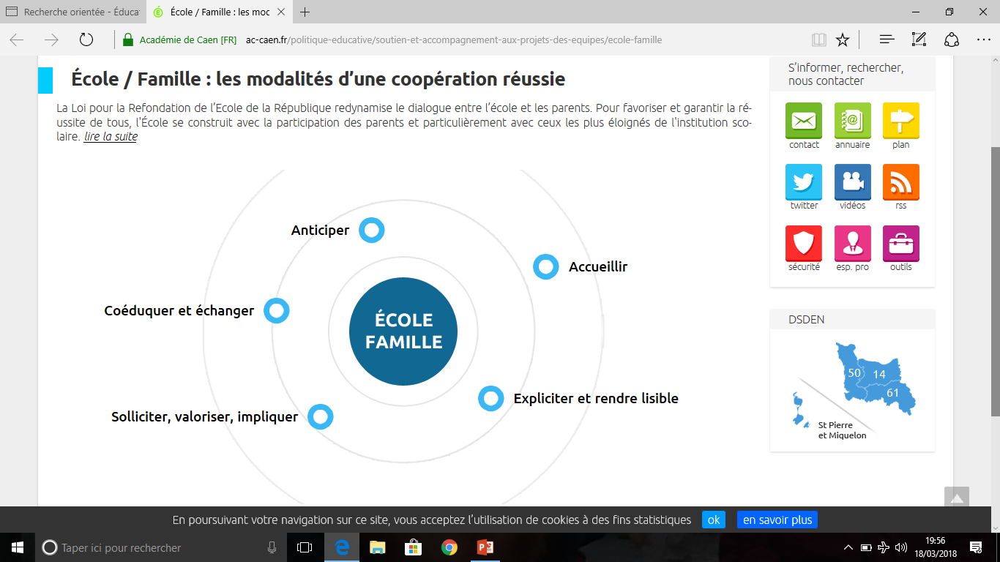 Recherche orientée - Éduca
École / Famille : les moc
Académie de Caen [FR] ac-caen.fr/politique-educative/soutien-et-accompagnement-aux-projets-des-equipes/ecole-famille
École / Famille : les modalités d'une coopération réussie
La Loi pour la Refondation de l'Ecole de la République redynamise le dialogue entre l'école et les parents. Pour favoriser et garantir la ré-
ussite de tous, l'École se construit avec la participation des parents et particulièrement avec ceux les plus éloignés de l'institution sco-
laire. lire la suite
Anticiper
Accueillir
Coéduquer et échanger
ÉCOLE
FAMILLE
Expliciter et rendre lisible
Solliciter, valoriser, impliquer
S'informer, rechercher,
nous contacter
contact annuaire plan
twitter vidéos rss
sécurité esp. pro outils
DSDEN
50 14
61
St Pierre
et Miquelon
En poursuivant votre navigation sur ce site, vous acceptez l'utilisation de cookies à des fins statistiques ok en savoir plus
Taper ici pour rechercher
19:56
18/03/2018